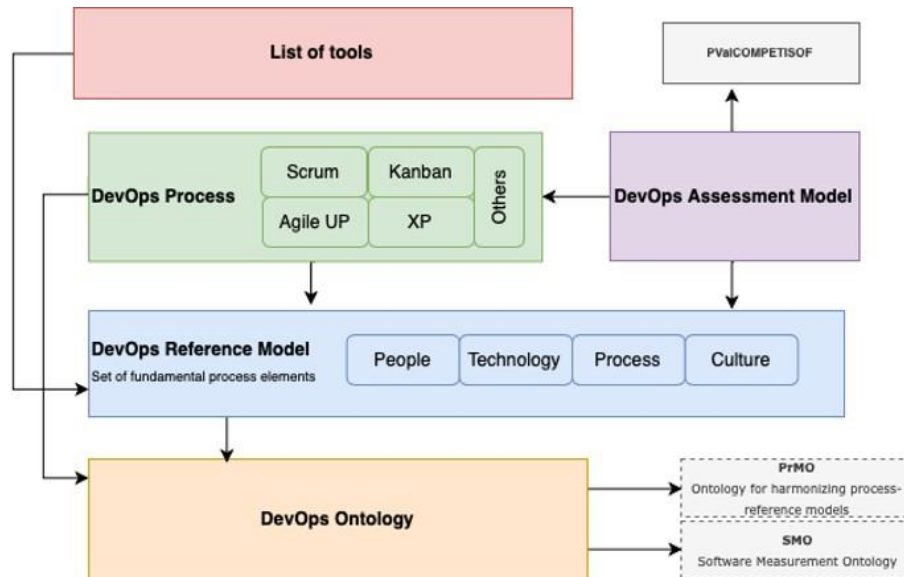 List of tools
PValCOMPETISOF
DevOps Process
Scrum
Kanban
Agile UP
XP
Others
DevOps Assessment Model
DevOps Reference Model
Set of fundamental process elements
People
Technology
Process
Culture
DevOps Ontology
PrMO
Ontology for harmonizing process-
reference models
SMO
Software Measurement Ontology